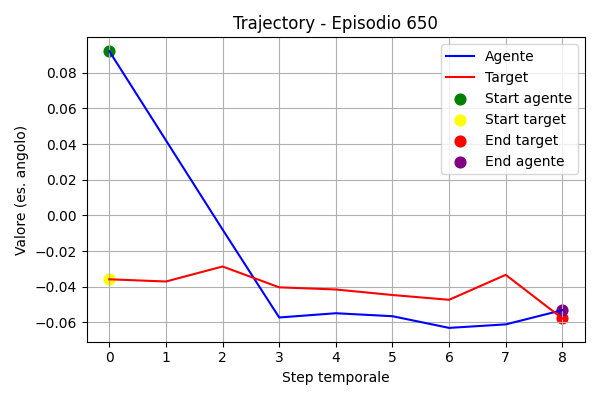 Trajectory - Episodio 650
Agente
Target
Start agente
Start target
End target
End agente
Valore (es. angolo)
0.08
0.06
0.04
0.02
0.00
−0.02
−0.04
−0.06
0 1 2 3 4 5 6 7 8
Step temporale